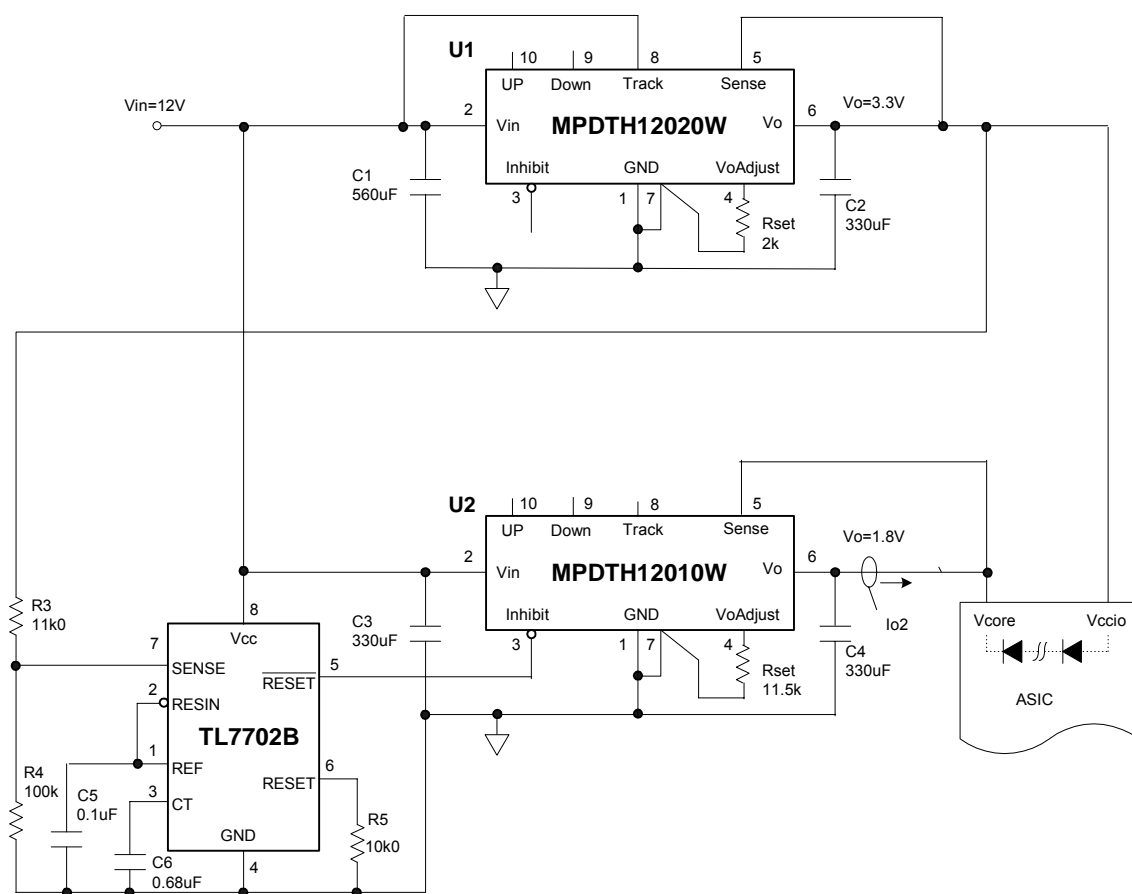 U1
10
9
8
5
UP
Down
Track
Sense
Vin=12V
2
Vin
MPDTH12020W
Vo
6
Vo=3.3V
Inhibit
GND
VoAdjust
C1
560uF
3
1
7
4
Rset
2k
C2
330uF
U2
10
9
8
5
UP
Down
Track
Sense
2
Vin
MPDTH12010W
Vo
6
Vo=1.8V
Inhibit
GND
VoAdjust
Io2
C3
330uF
3
1
7
4
Rset
11.5k
C4
330uF
Vcore
Vccio
ASIC
R3
11k0
8
Vcc
7
SENSE
5
RESET
2
RESIN
TL7702B
1
REF
6
RESET
3
CT
GND
4
R4
100k
C5
0.1uF
C6
0.68uF
R5
10k0